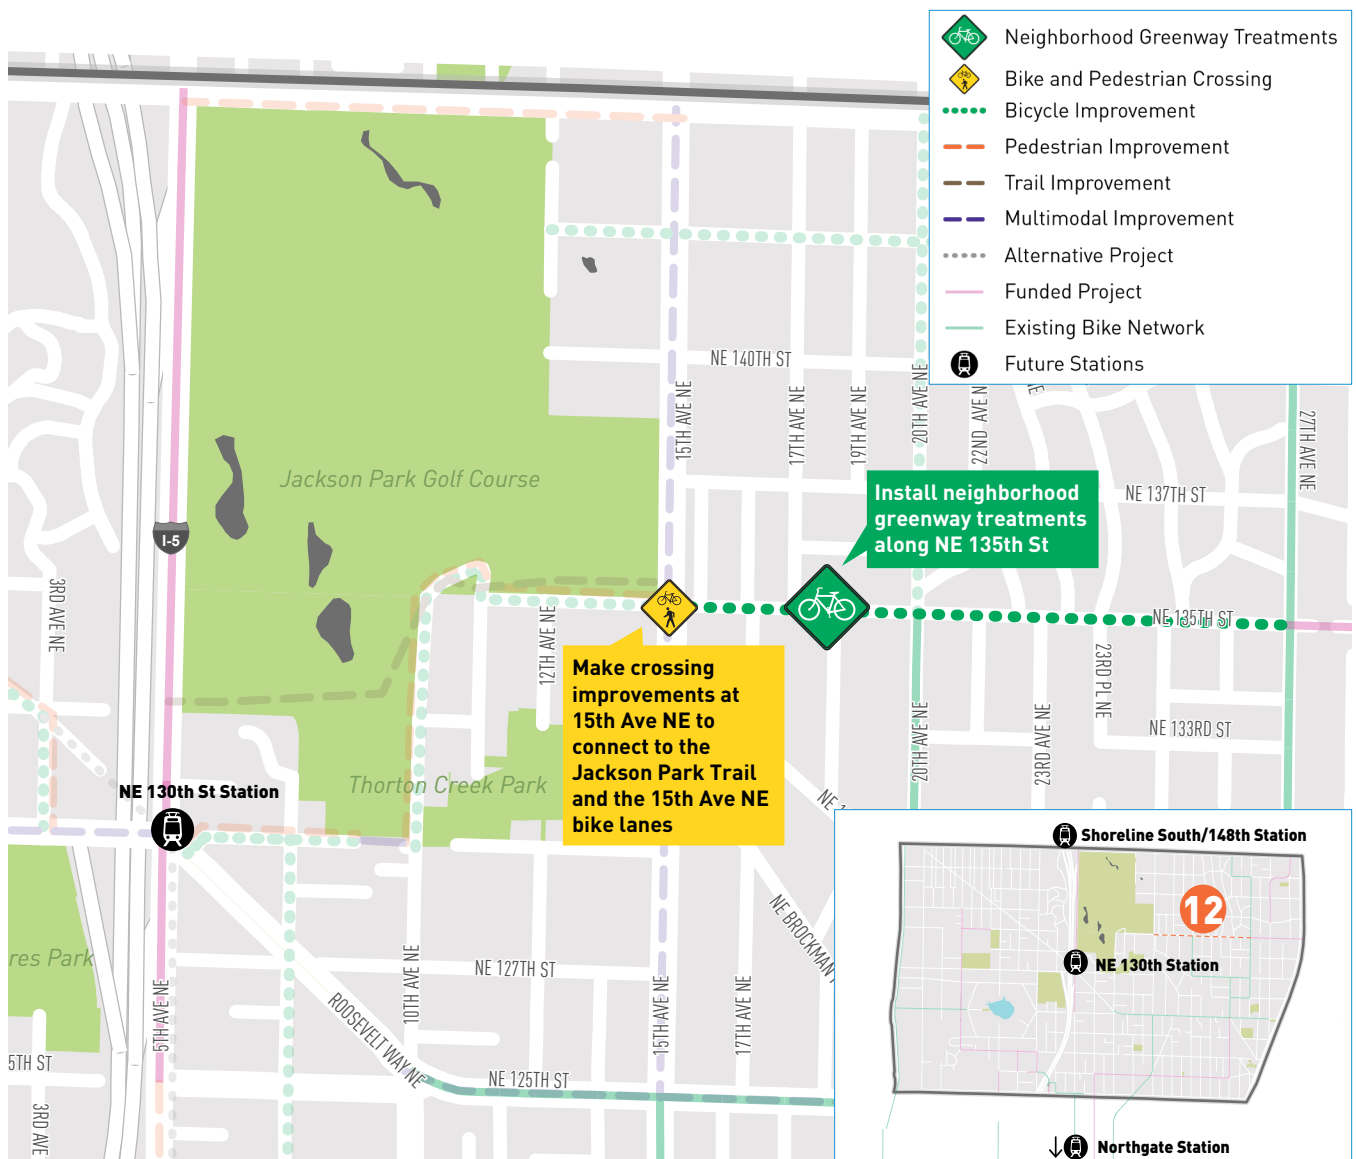 Neighborhood Greenway Treatments
Bike and Pedestrian Crossing
Bicycle Improvement
Pedestrian Improvement
Trail Improvement
Multimodal Improvement
Alternative Project
Funded Project
Existing Bike Network
Future Stations
NE 140TH ST
15TH AVE NE
17TH AVE NE
19TH AVE NE
20TH AVE NE
22ND AVE N
NE
27TH AVE NE
Jackson Park Golf Course
Install neighborhood
greenway treatments
along NE 135th St
NE 137TH ST
I-5
3RD AVE NE
12TH AVE NE
NE 135TH ST
Make crossing
improvements at
15th Ave NE to
connect to the
Jackson Park Trail
and the 15th Ave NE
bike lanes
23RD PL NE
20TH AVE NE
23RD AVE NE
NE 133RD ST
Thorton Creek Park
NE 130th St Station
NE 1
NE BROCKMAN
res Park
10TH AVE NE
NE 127TH ST
5TH AVE NE
ROOSEVELT WAY NE
15TH AVE NE
17TH AVE NE
5TH ST
NE 125TH ST
3RD AVE
Shoreline South/148th Station
12
NE 130th Station
Northgate Station